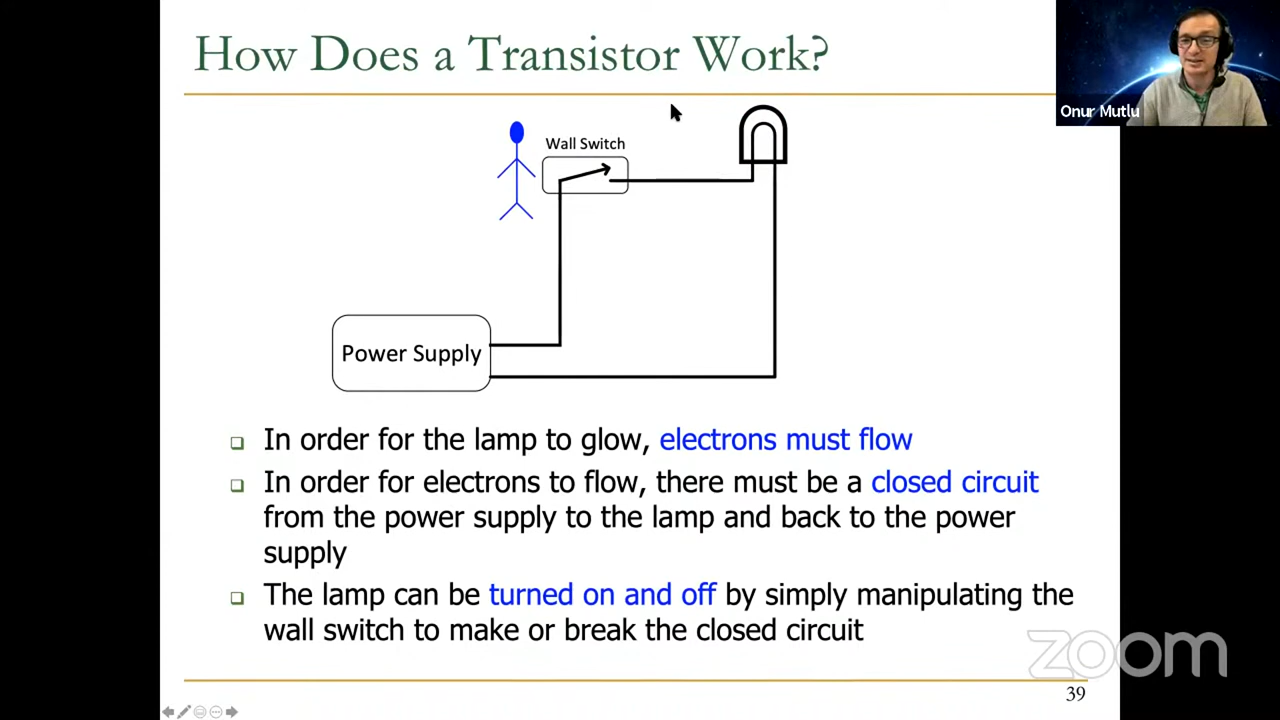 How Does a Transistor Work?
Onur Mutlu
Wall Switch
Power Supply
In order for the lamp to glow, electrons must flow
In order for electrons to flow, there must be a closed circuit
from the power supply to the lamp and back to the power
supply
The lamp can be turned on and off by simply manipulating the
wall switch to make or break the closed circuit
zoom
39